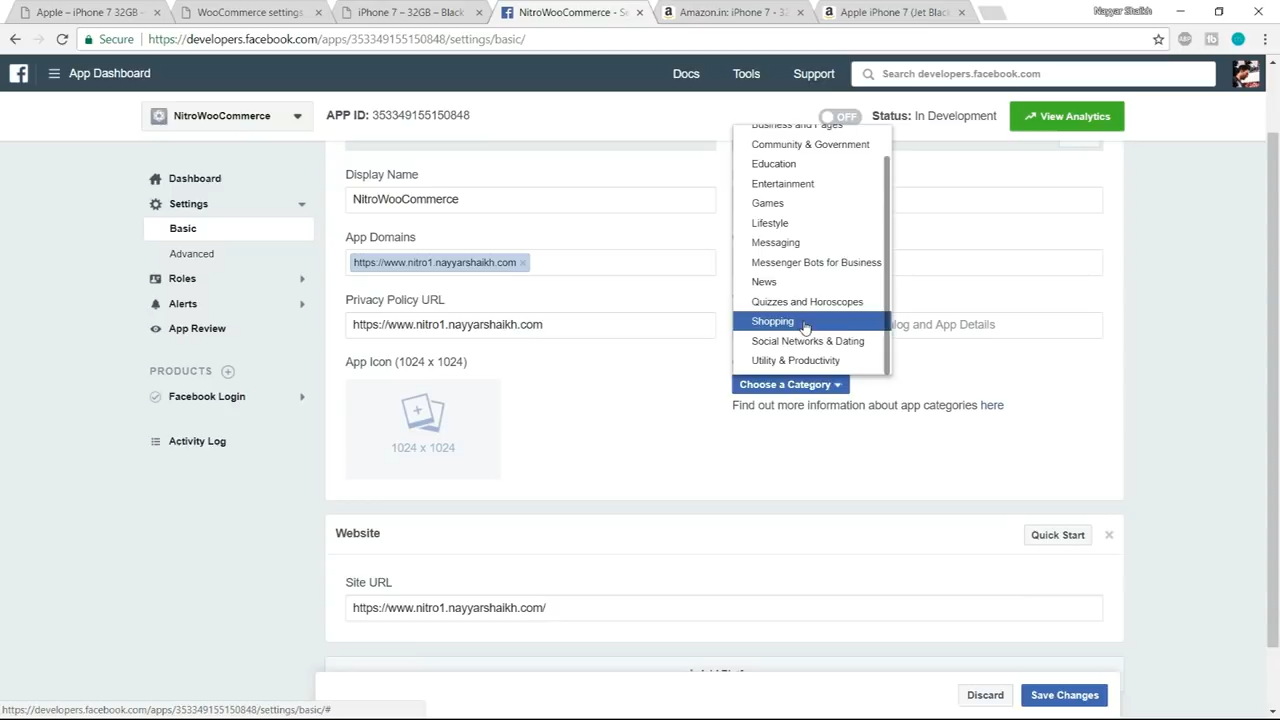 Apple – iPhone 7 32GB –
WooCommerce settings
iPhone 7 – 32GB – Black
NitroWooCommerce - Se
Amazon.in: iPhone 7 - 32
Apple iPhone 7 (Jet Black
Nayyar Shaikh
Secure
https://developers.facebook.com/apps/353349155150848/settings/basic/
ABP
App Dashboard
Docs
Tools
Support
Search developers.facebook.com
NitroWooCommerce
APP ID: 353349155150848
OFF
Status: In Development
View Analytics
Business and Pages
Community & Government
Education
Entertainment
Games
Lifestyle
Messaging
Messenger Bots for Business
News
Quizzes and Horoscopes
Shopping
Social Networks & Dating
Utility & Productivity
Dashboard
Settings
Basic
Advanced
Roles
Alerts
App Review
PRODUCTS
Facebook Login
Activity Log
Display Name
NitroWooCommerce
App Domains
https://www.nitro1.nayyarshaikh.com
Privacy Policy URL
https://www.nitro1.nayyarshaikh.com
and App Details
App Icon (1024 x 1024)
1024 x 1024
Choose a Category
Find out more information about app categories here
Website
Quick Start
Site URL
https://www.nitro1.nayyarshaikh.com/
Discard
Save Changes
https://developers.facebook.com/apps/353349155150848/settings/basic/#